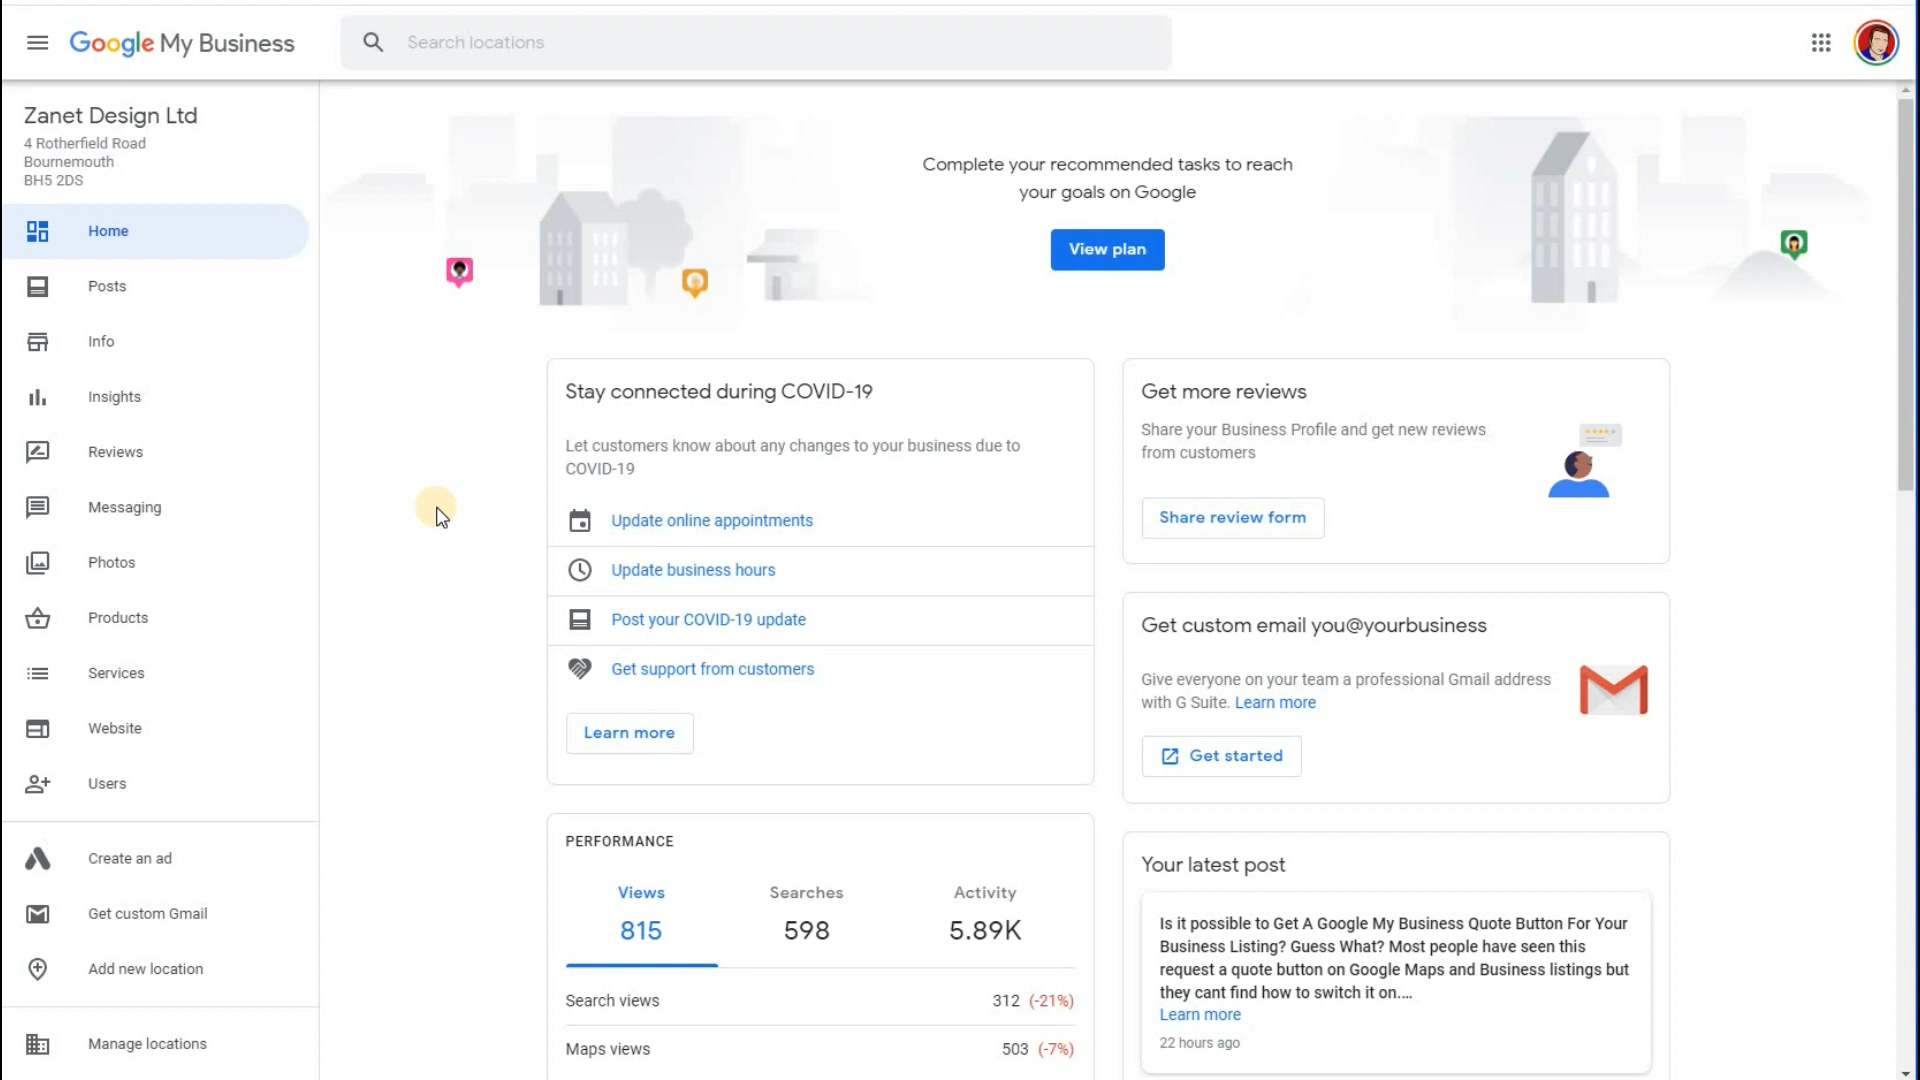 Google My Business
Search locations
Zanet Design Ltd
4 Rotherfield Road
Bournemouth
BH5 2DS
Home
Posts
Info
Insights
Reviews
Messaging
Photos
Products
Services
Website
Users
Create an ad
Get custom Gmail
Add new location
Manage locations
Complete your recommended tasks to reach
your goals on Google
View plan
Stay connected during COVID-19
Let customers know about any changes to your business due to
COVID-19
Update online appointments
Update business hours
Post your COVID-19 update
Get support from customers
Learn more
PERFORMANCE
Views Searches Activity
815 598 5.89K
Search views 312 (-21%)
Maps views 503 (-7%)
Get more reviews
Share your Business Profile and get new reviews
from customers
Share review form
Get custom email you@yourbusiness
Give everyone on your team a professional Gmail address
with G Suite. Learn more
Get started
Your latest post
Is it possible to Get A Google My Business Quote Button For Your
Business Listing? Guess What? Most people have seen this
request a quote button on Google Maps and Business listings but
they cant find how to switch it on....
Learn more
22 hours ago